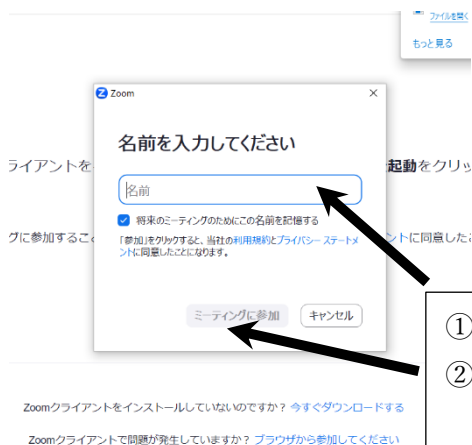 ファイルを開く
もっと見る
Zoom
名前を入力してください
ライアントを
起動をクリッ
名前
将来のミーティングのためにこの名前を記憶する
グに参加するこ
「参加」をクリックすると、当社の利用規約とプライバシー ステートメ
ントに同意したことになります。
ントに同意したこ
ミーティングに参加
キャンセル
①
②
Zoomクライアントをインストールしていないのですか？ 今すぐダウンロードする
Zoomクライアントで問題が発生していますか？ ブラウザから参加してください